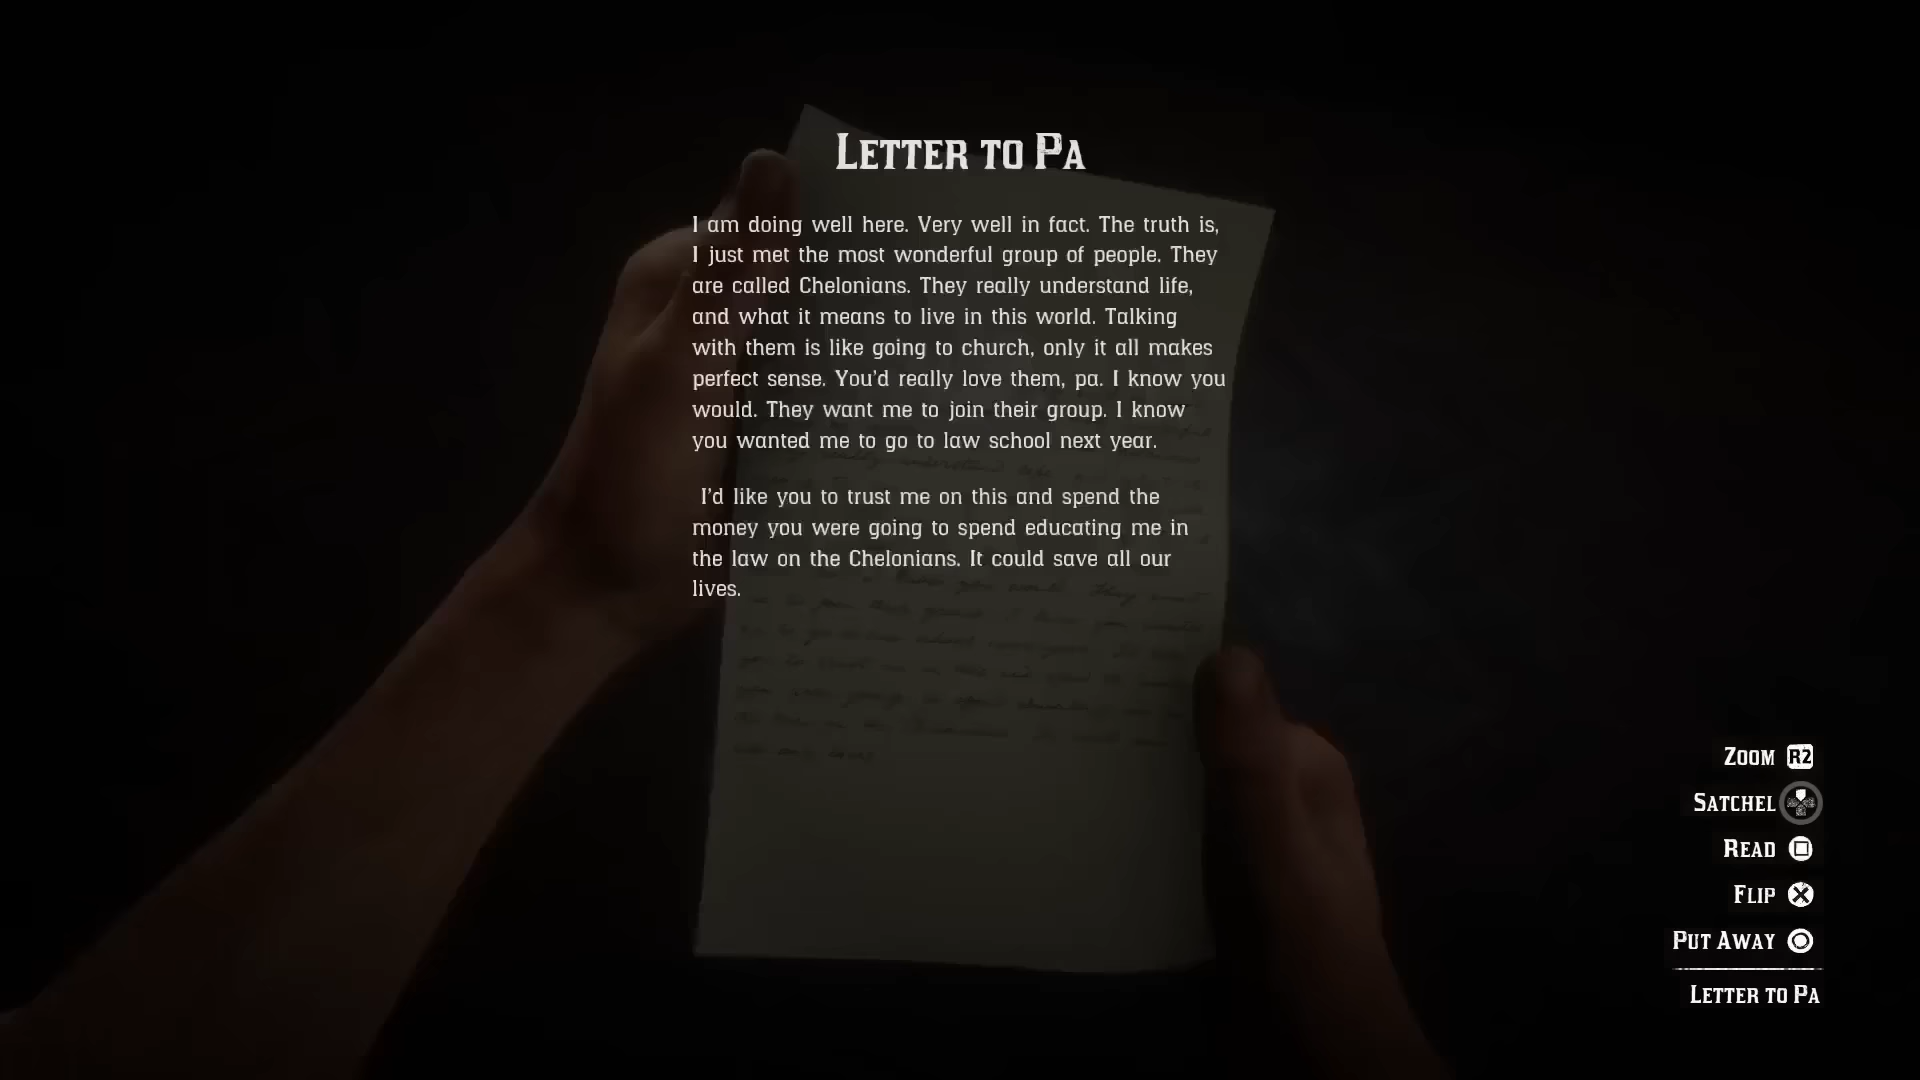 Letter to Pa
I am doing well here. Very well in fact. The truth is,
I just met the most wonderful group of people. They
are called Chelonians. They really understand life,
and what it means to live in this world. Talking
with them is like going to church, only it all makes
perfect sense. You'd really love them, pa. I know you
would. They want me to join their group. I know
you wanted me to go to law school next year.
I'd like you to trust me on this and spend the
money you were going to spend educating me in
the law on the Chelonians. It could save all our
lives.
Zoom R2
Satchel
Read
Flip
Put Away
Letter to Pa